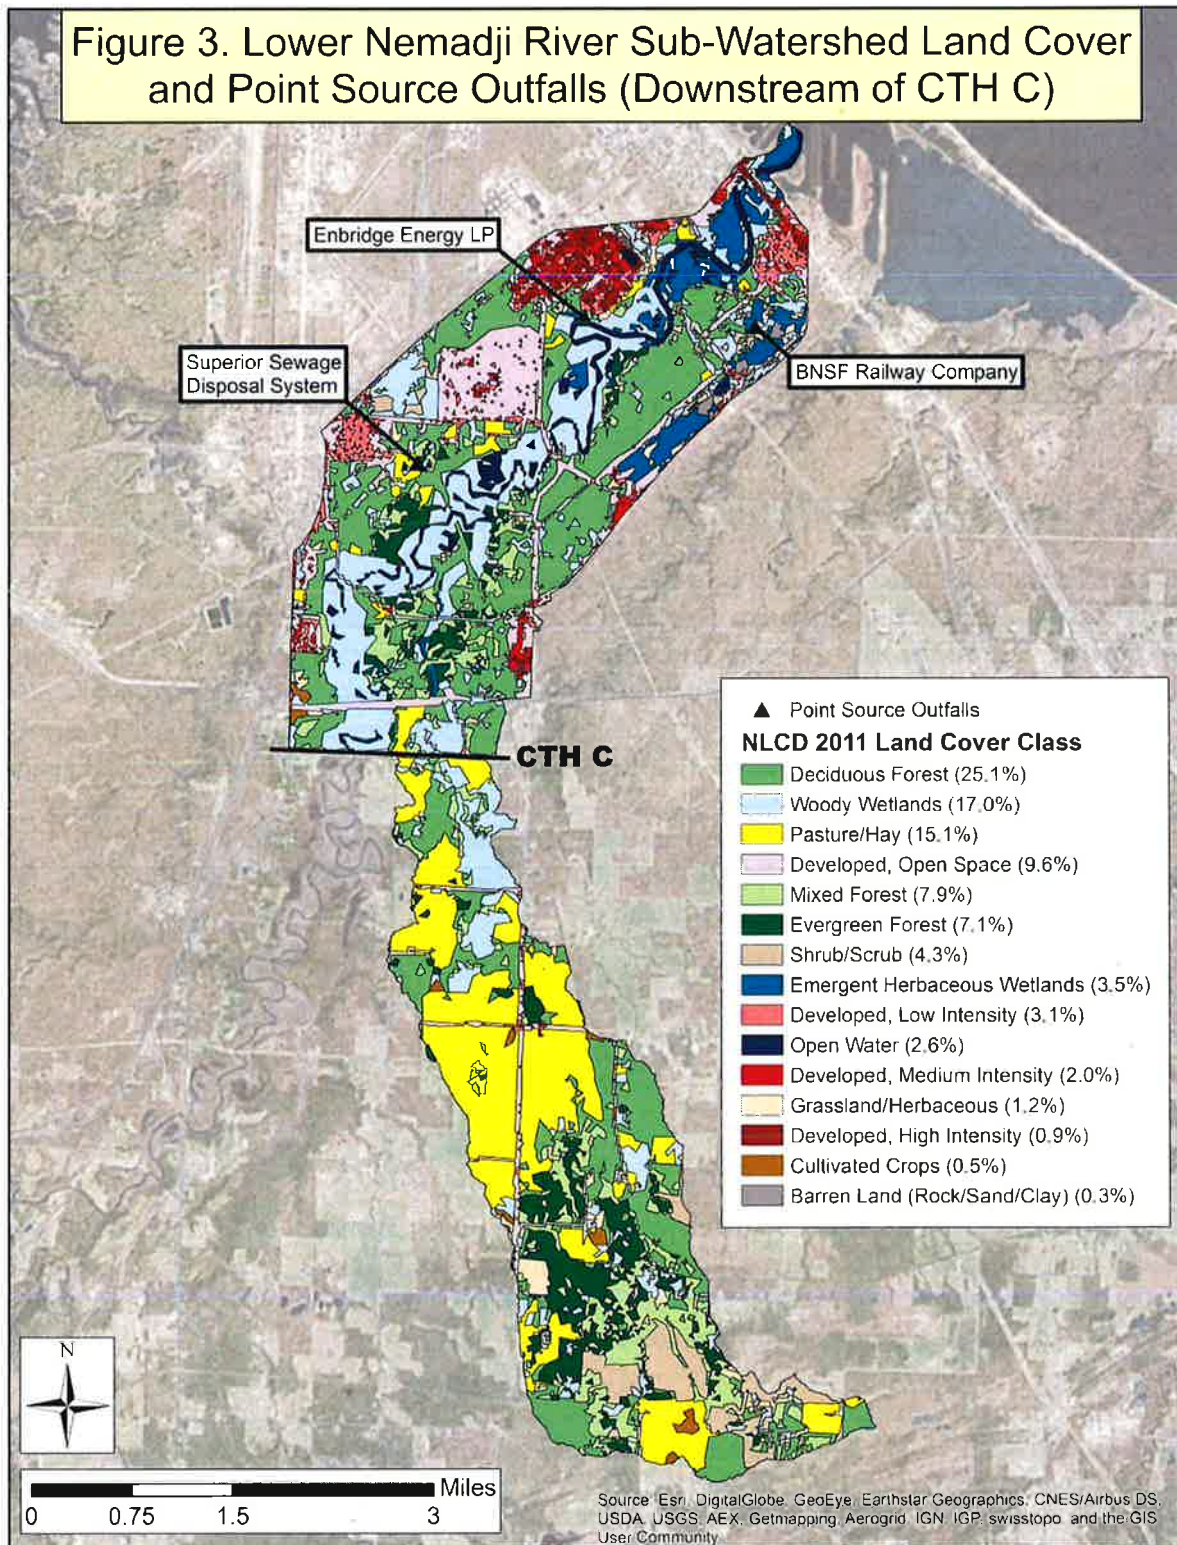 Figure 3. Lower Nemadji River Sub-Watershed Land Cover
and Point Source Outfalls (Downstream of CTH C)
Enbridge Energy LP
Superior Sewage
Disposal System
BNSF Railway Company
CTH C
Point Source Outfalls
NLCD 2011 Land Cover Class
Deciduous Forest (25.1%)
Woody Wetlands (17.0%)
Pasture/Hay (15.1%)
Developed, Open Space (9.6%)
Mixed Forest (7.9%)
Evergreen Forest (7.1%)
Shrub/Scrub (4.3%)
Emergent Herbaceous Wetlands (3.5%)
Developed, Low Intensity (3.1%)
Open Water (2.6%)
Developed, Medium Intensity (2.0%)
Grassland/Herbaceous (1.2%)
Developed, High Intensity (0.9%)
Cultivated Crops (0.5%)
Barren Land (Rock/Sand/Clay) (0.3%)
N
Miles
0 0.75 1.5 3
Source: Esri, DigitalGlobe, GeoEye, Earthstar Geographics, CNES/Airbus DS,
USDA, USGS, AEX, Getmapping, Aerogrid, IGN, IGP, swisstopo, and the GIS
User Community